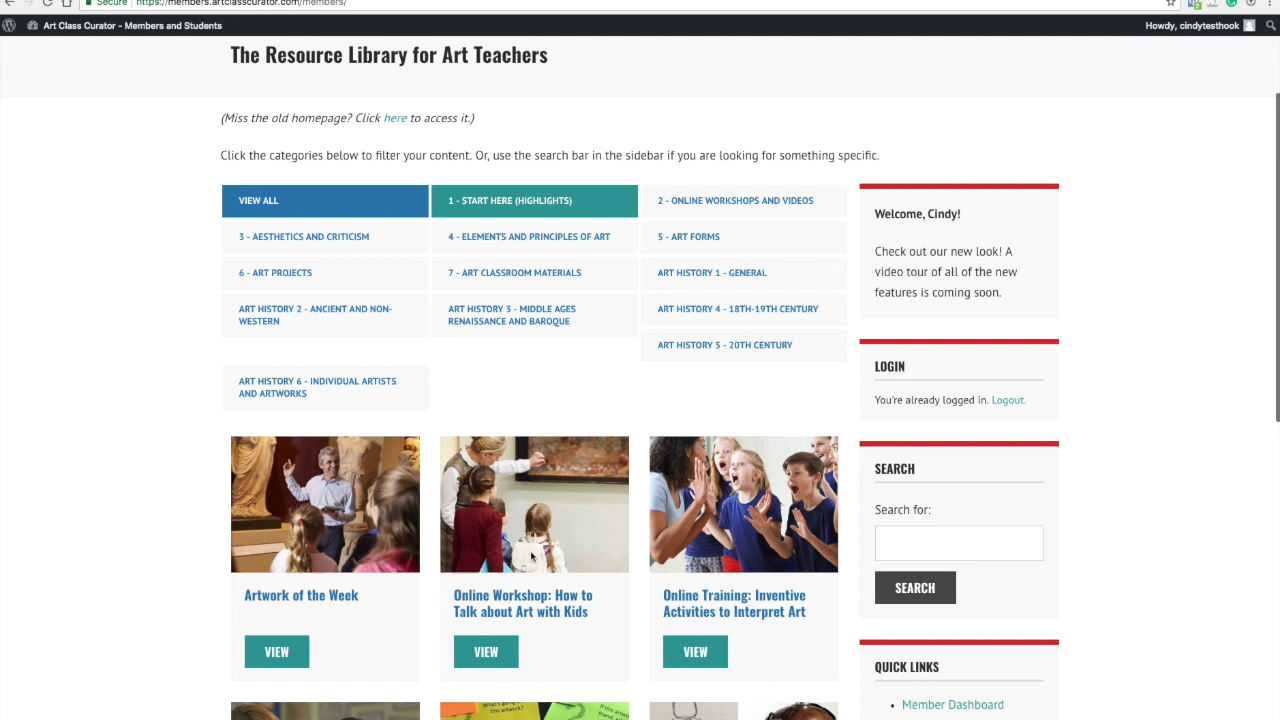 Secure https://members.artclasscurator.com/members/
Art Class Curator – Members and Students
Howdy, cindytesthook
The Resource Library for Art Teachers
(Miss the old homepage? Click here to access it.)
Click the categories below to filter your content. Or, use the search bar in the sidebar if you are looking for something specific.
VIEW ALL
1 - START HERE (HIGHLIGHTS)
2 - ONLINE WORKSHOPS AND VIDEOS
3 - AESTHETICS AND CRITICISM
4 - ELEMENTS AND PRINCIPLES OF ART
5 - ART FORMS
6 - ART PROJECTS
7 - ART CLASSROOM MATERIALS
ART HISTORY 1 - GENERAL
ART HISTORY 2 - ANCIENT AND NON-
WESTERN
ART HISTORY 3 - MIDDLE AGES
RENAISSANCE AND BAROQUE
ART HISTORY 4 - 18TH-19TH CENTURY
ART HISTORY 5 - 20TH CENTURY
ART HISTORY 6 - INDIVIDUAL ARTISTS
AND ARTWORKS
Artwork of the Week
VIEW
Online Workshop: How to
Talk about Art with Kids
VIEW
Online Training: Inventive
Activities to Interpret Art
VIEW
Welcome, Cindy!
Check out our new look! A
video tour of all of the new
features is coming soon.
LOGIN
You're already logged in. Logout.
SEARCH
Search for:
SEARCH
QUICK LINKS
Member Dashboard